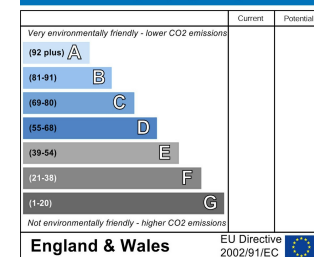 Current Potential
Very environmentally friendly - lower CO2 emissions
(92 plus) A
(81-91) B
(69-80) C
(55-68) D
(39-54) E
(21-38) F
(1-20) G
Not environmentally friendly - higher CO2 emissions
England & Wales
EU Directive
2002/91/EC